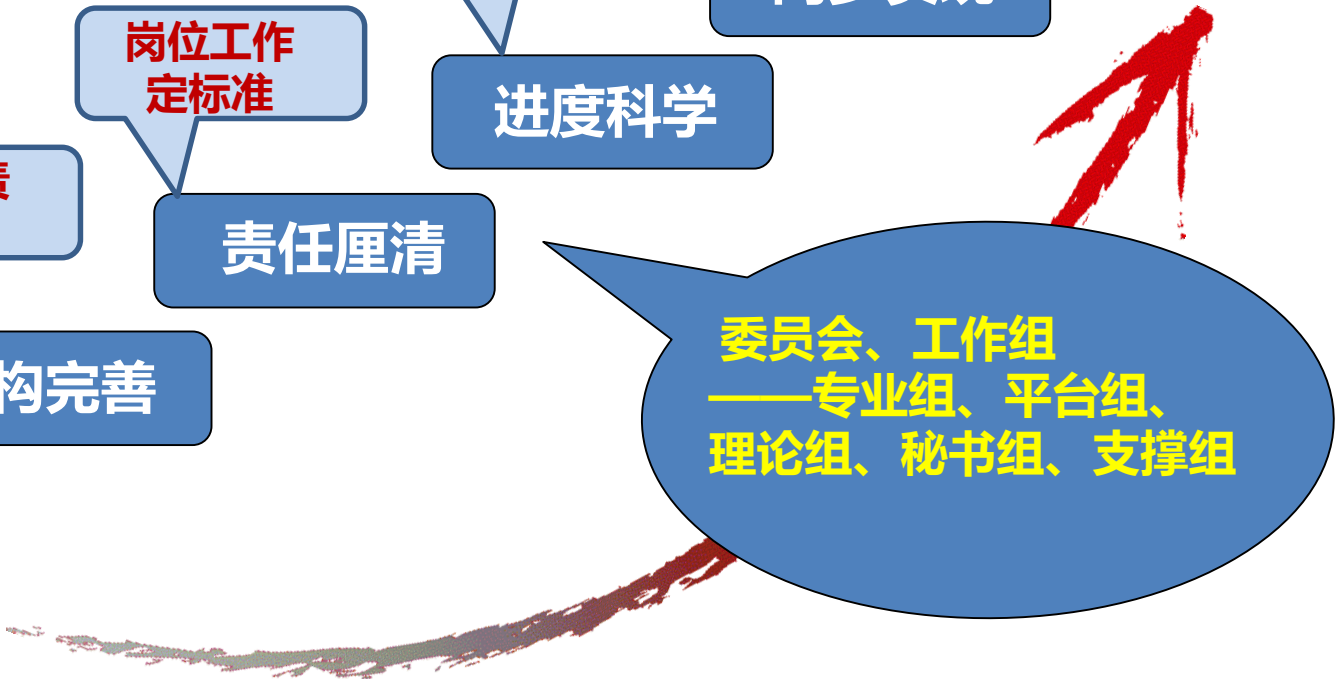 岗位工作
定标准
进度科学
责
责任厘清
构完善
委员会、工作组
——专业组、平台组、
理论组、秘书组、支撑组